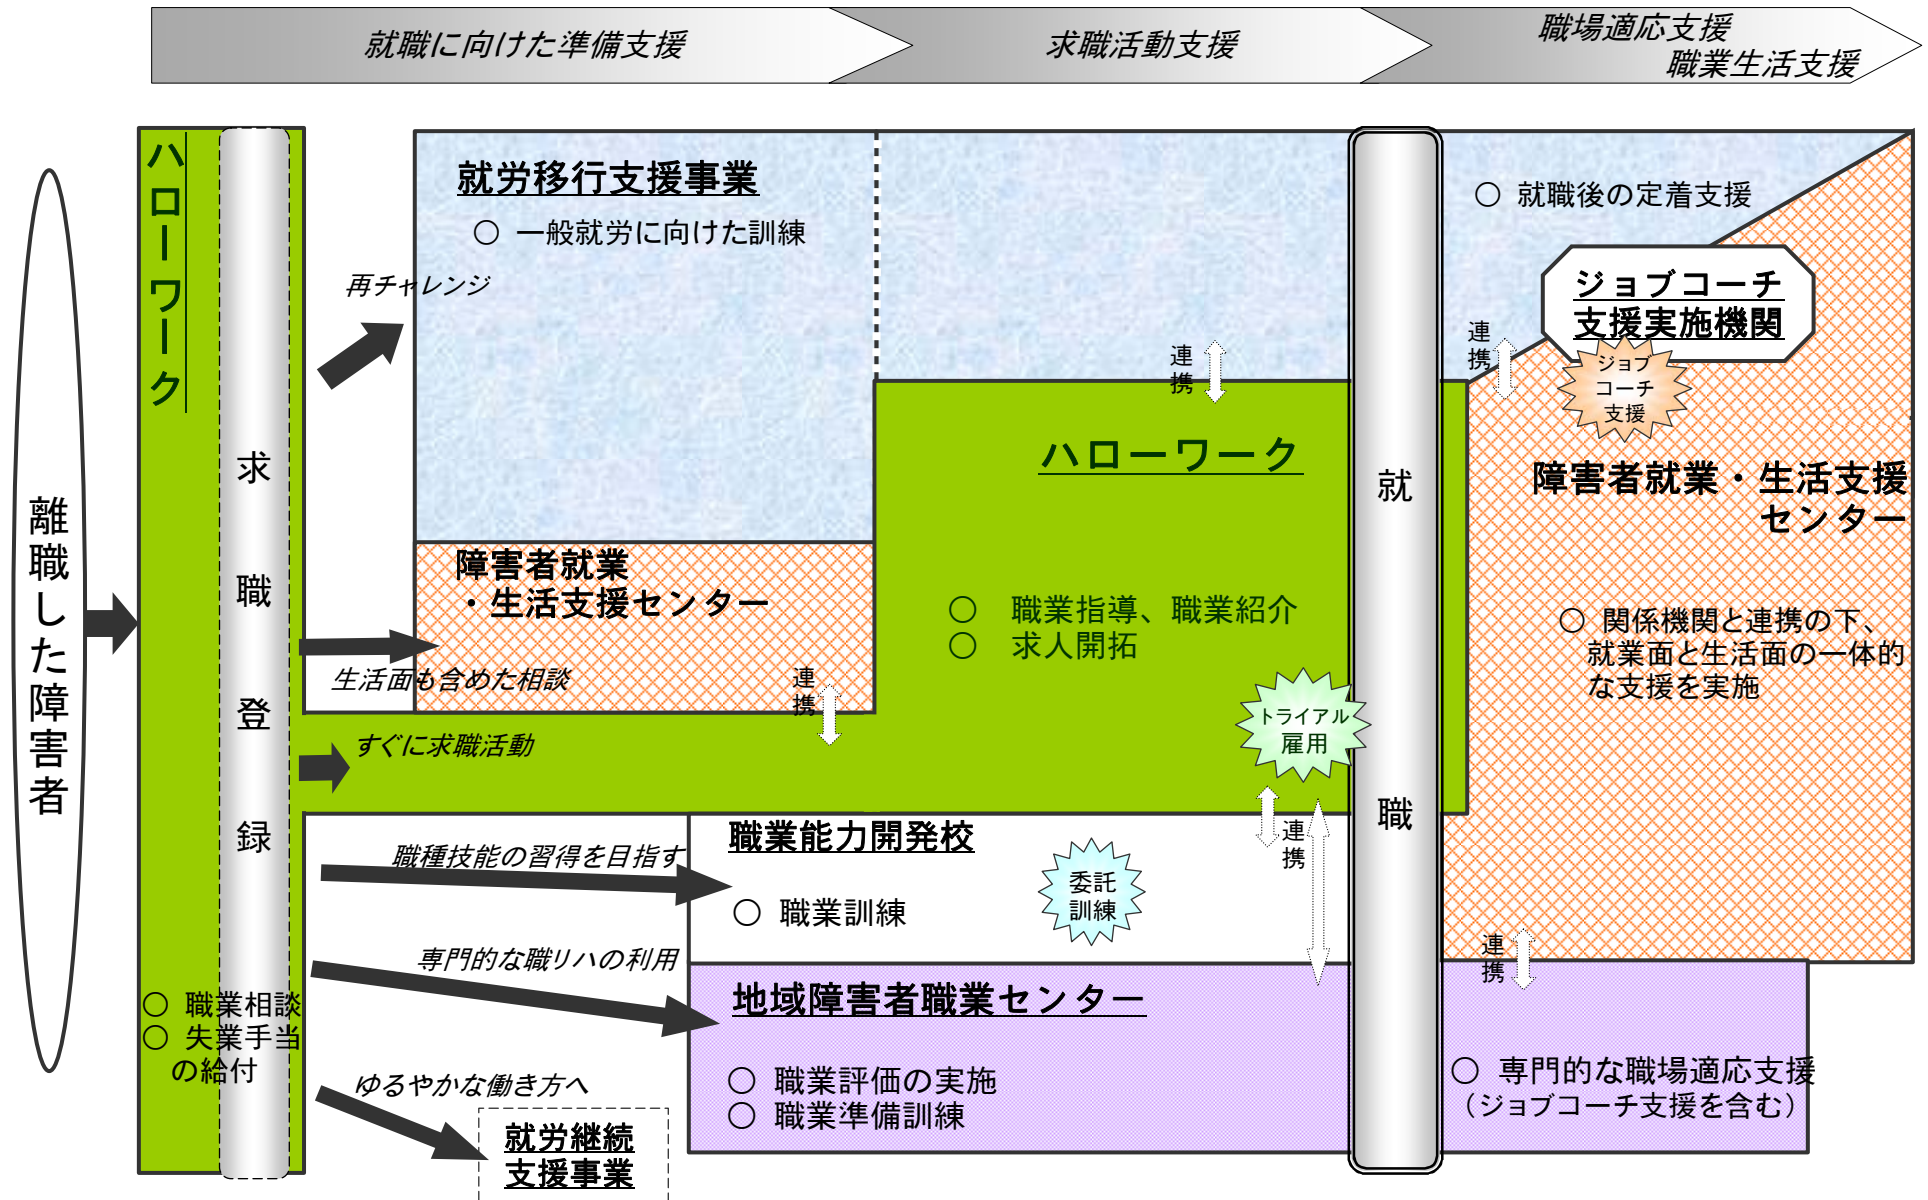 就職に向けた準備支援
求職活動支援
職場適応支援
職業生活支援
離職した障害者
ハローワーク
求職登録
○ 職業相談
○ 失業手当
の給付
再チャレンジ
生活面も含めた相談
すぐに求職活動
職種技能の習得を目指す
専門的な職リハの利用
ゆるやかな働き方へ
就労移行支援事業
○ 一般就労に向けた訓練
障害者就業
・生活支援センター
連携
ハローワーク
○ 職業指導、職業紹介
○ 求人開拓
連携
トライアル
雇用
連携
職業能力開発校
○ 職業訓練
委託
訓練
地域障害者職業センター
○ 職業評価の実施
○ 職業準備訓練
就労継続
支援事業
就職
○ 就職後の定着支援
ジョブコーチ
支援実施機関
ジョブ
コーチ
支援
連携
障害者就業・生活支援
センター
○ 関係機関と連携の下、
就業面と生活面の一体的
な支援を実施
連携
○ 専門的な職場適応支援
（ジョブコーチ支援を含む）